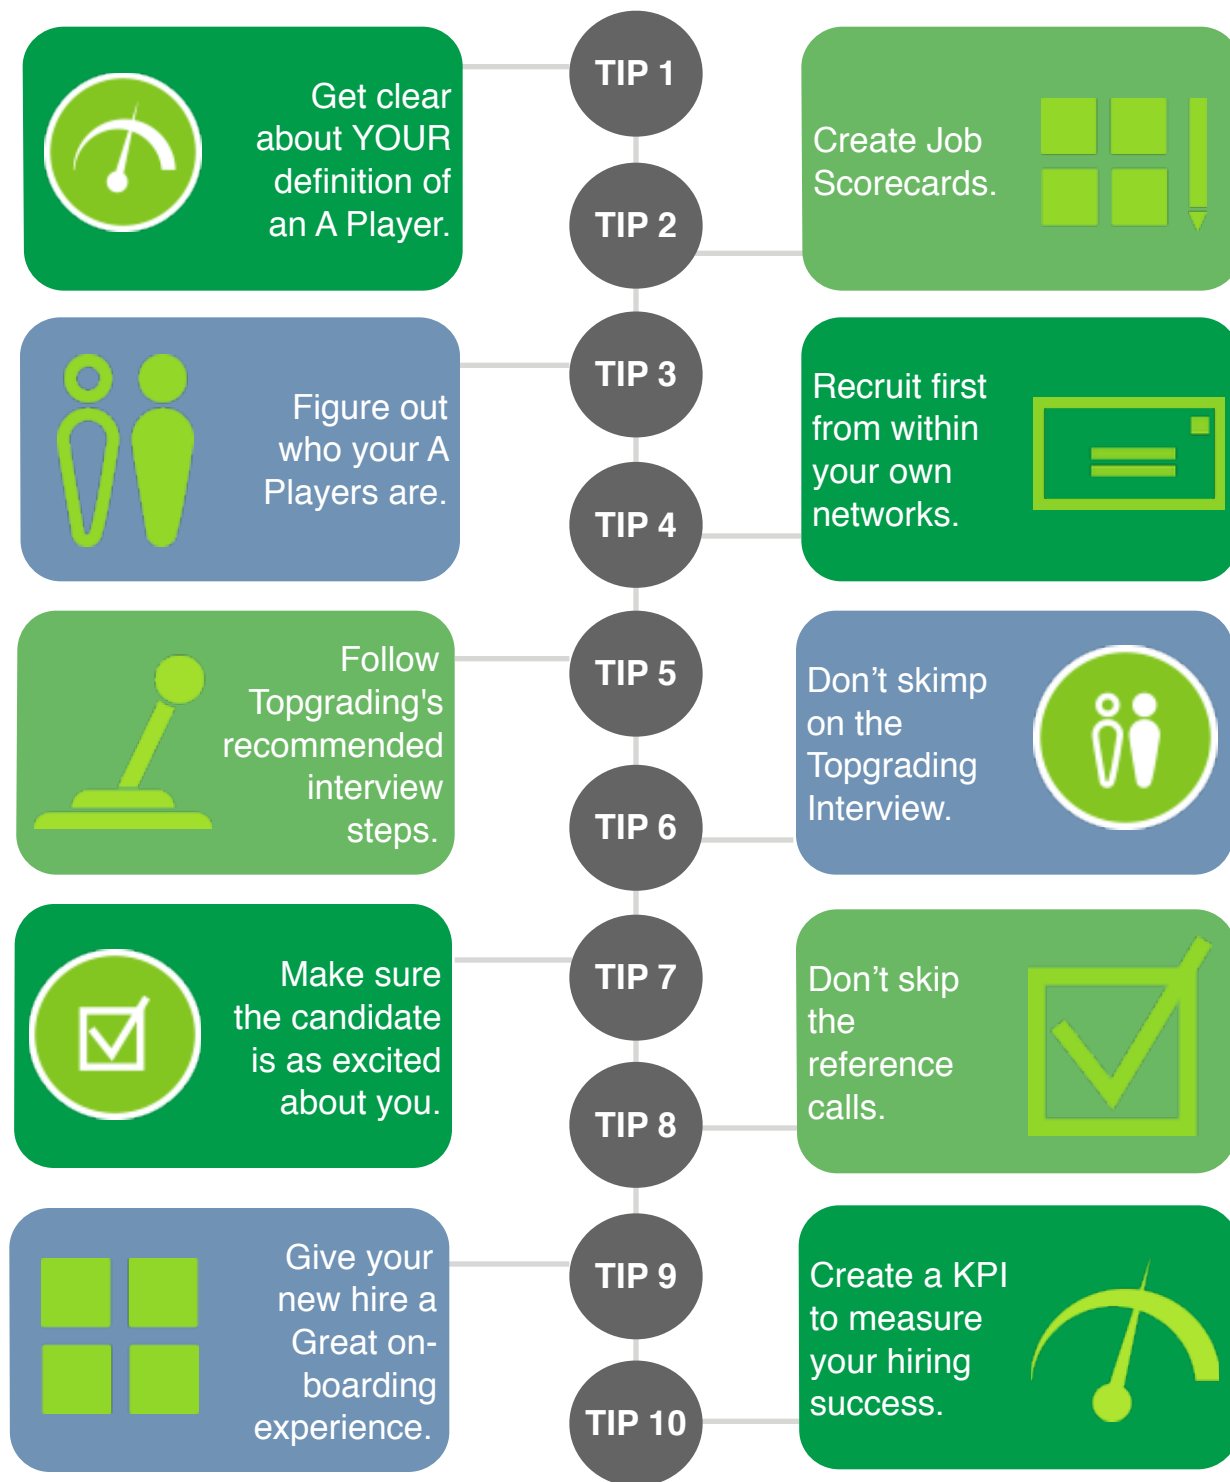 TIP 1
Get clear
about YOUR
definition of
an A Player.
TIP 2
Create Job
Scorecards.
TIP 3
Figure out
who your A
Players are.
TIP 4
Recruit first
from within
your own
networks.
TIP 5
Follow
Topgrading's
recommended
interview
steps.
TIP 6
Don’t skimp
on the
Topgrading
Interview.
TIP 7
Make sure
the candidate
is as excited
about you.
TIP 8
Don’t skip
the
reference
calls.
TIP 9
Give your
new hire a
Great on-
boarding
experience.
TIP 10
Create a KPI
to measure
your hiring
success.